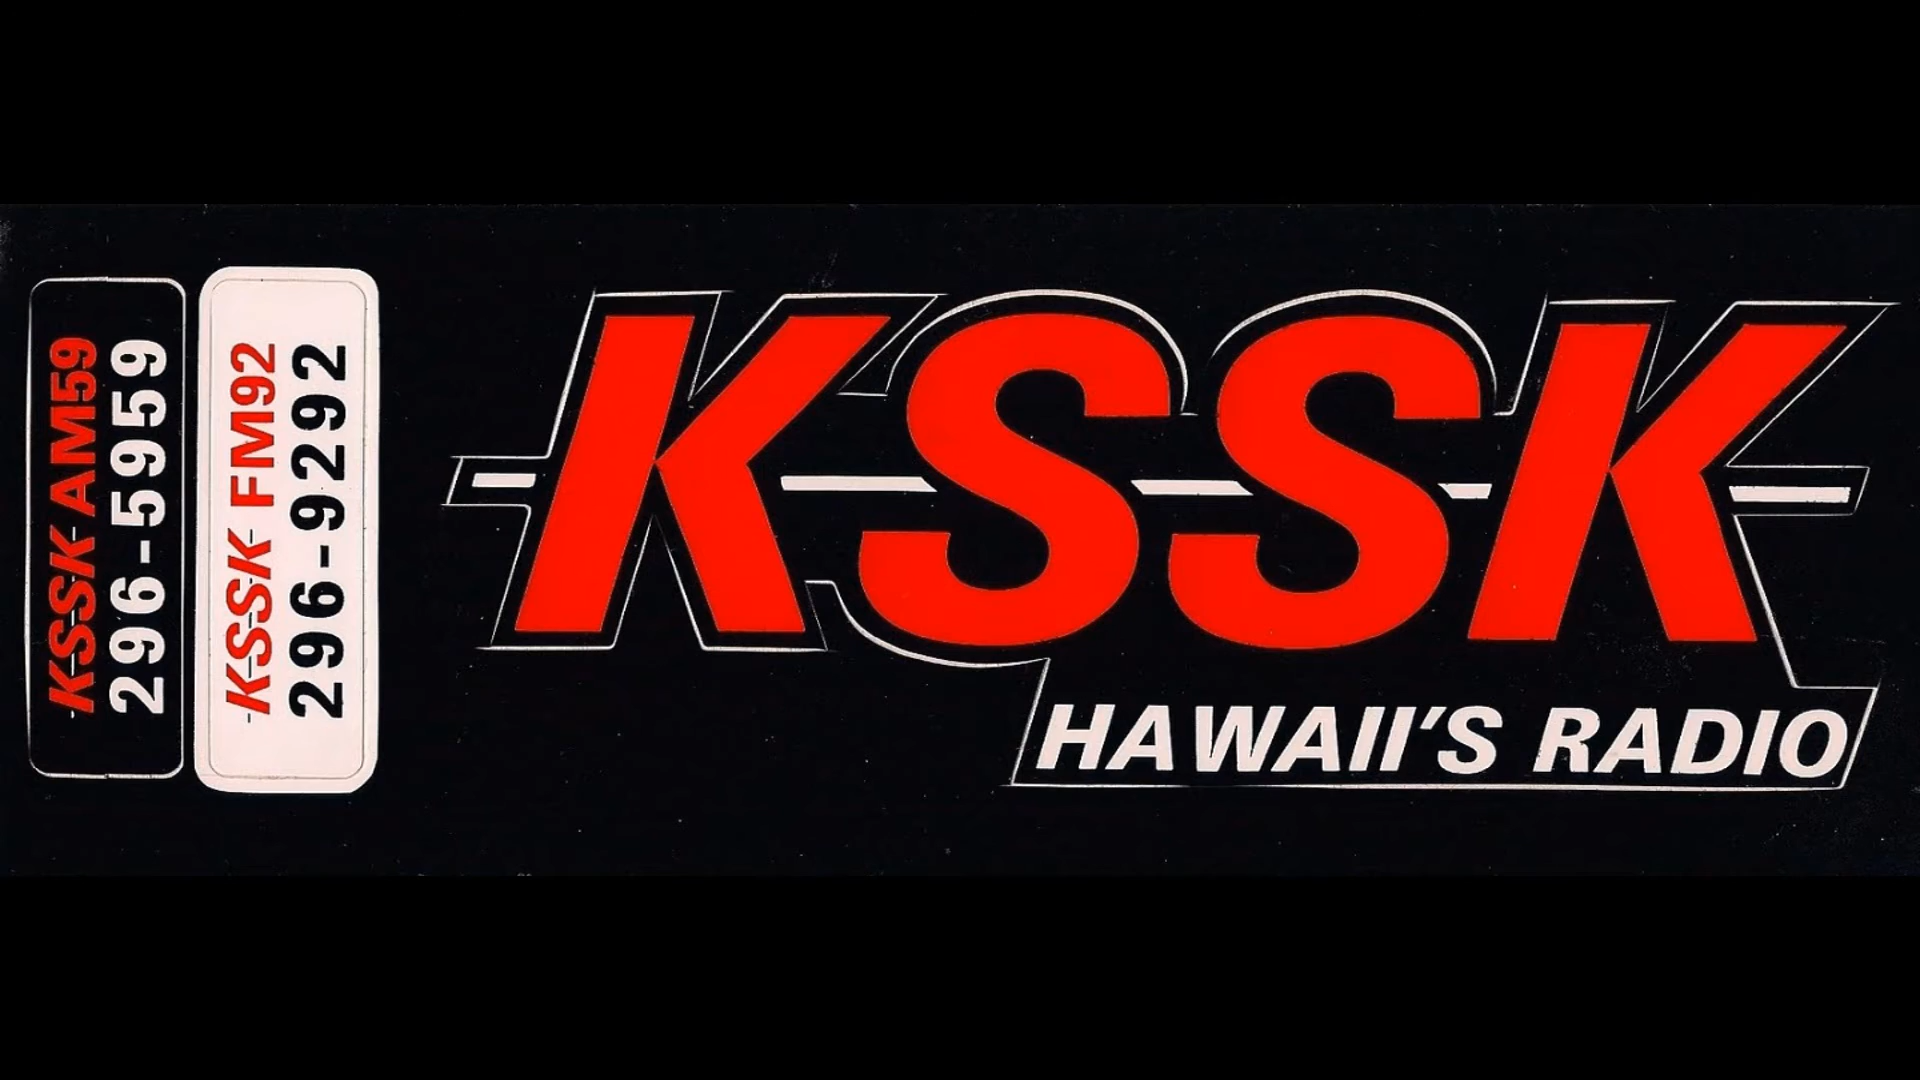 KSSK AM59
296-5959
KSSK FM92
296-9292
KSSK
HAWAII'S RADIO